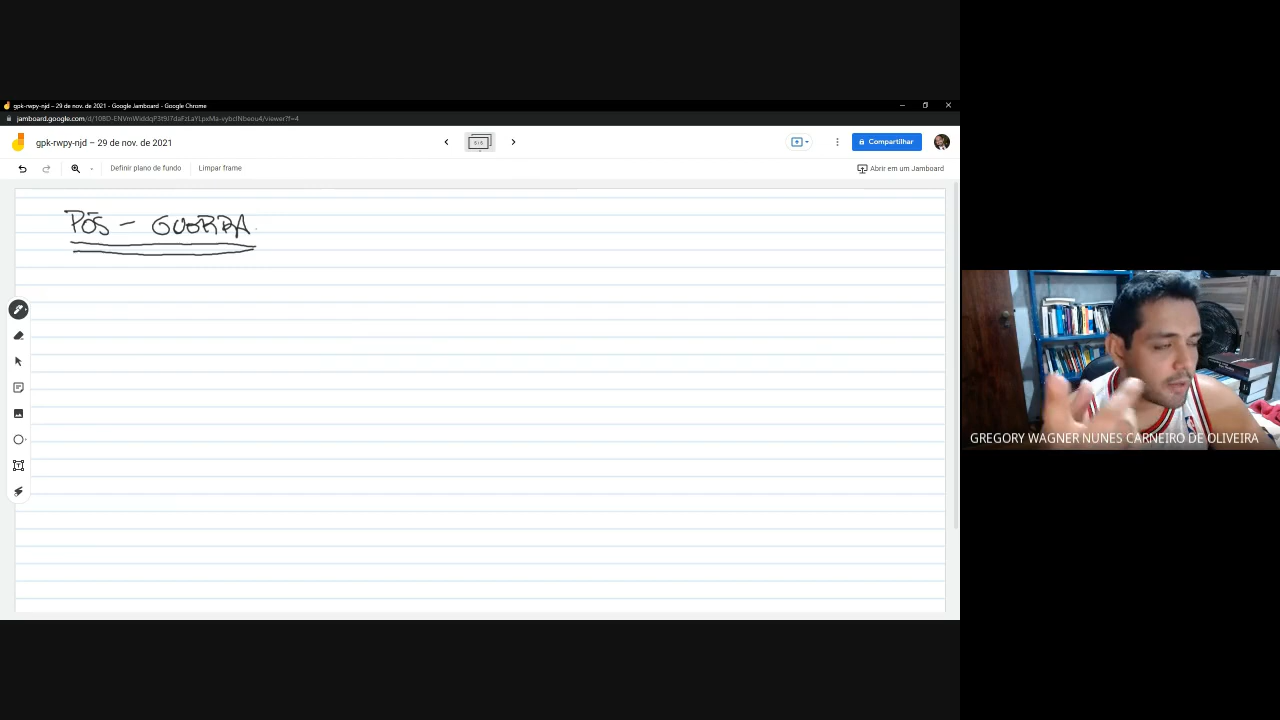 gpk-rwpy-njd – 29 de nov. de 2021 - Google Jamboard - Google Chrome
gpk-rwpy-njd – 29 de nov. de 2021
5/5
Compartilhar
Definir plano de fundo
Limpar frame
Abrir em um Jamboard
PÓS - GUERRA
GREGORY WAGNER NUNES CARNEIRO DE OLIVEIRA